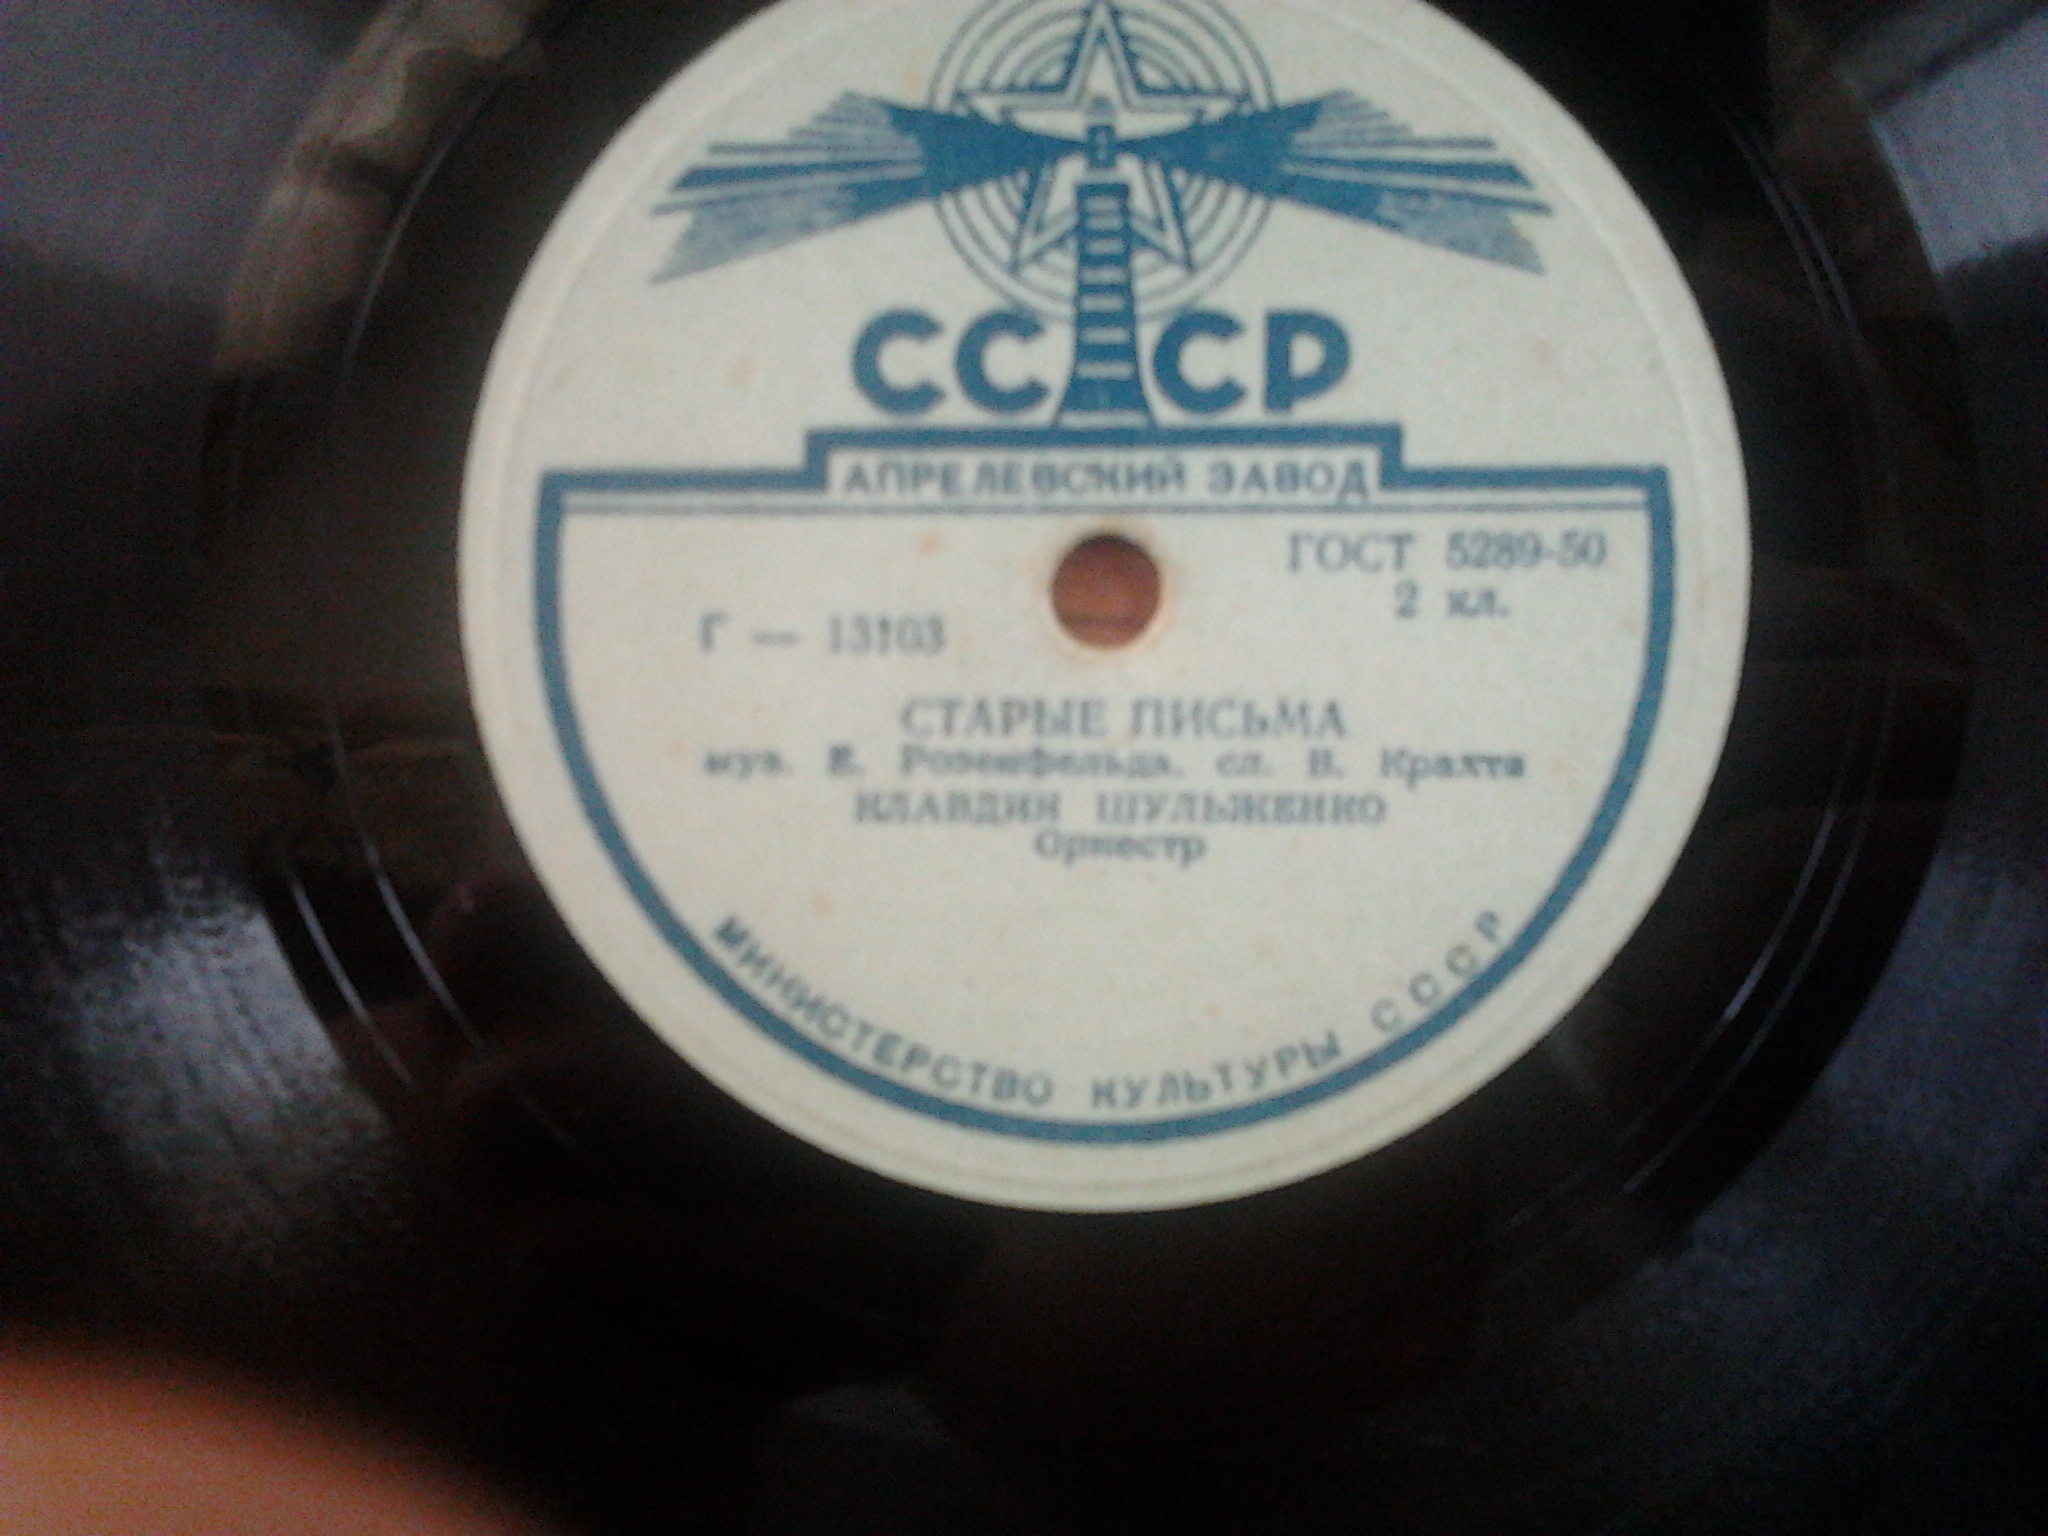 СССР
АПРЕЛЕВСКИЙ ЗАВОД
ГОСТ 5289-50
2 кл.
Г — 13103
СТАРЫЕ ПИСЬМА
муз. Е. Розенфельда, сл. В. Крахта
КЛАВДИЯ ШУЛЬЖЕНКО
Оркестр
МИНИСТЕРСТВО КУЛЬТУРЫ СССР